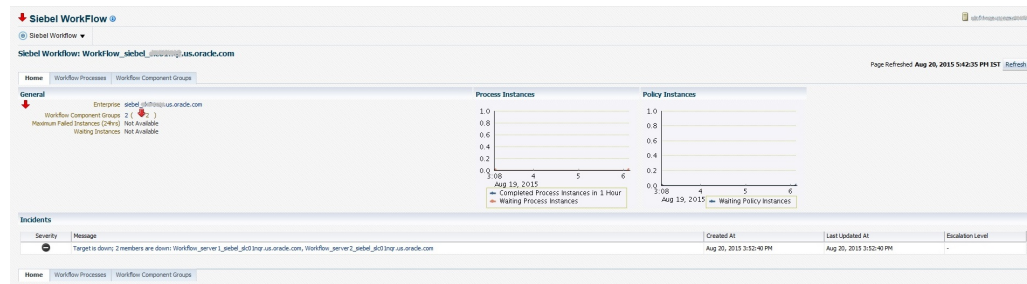 Siebel WorkFlow
Siebel Workflow
Siebel Workflow: WorkFlow_siebel_ .us.oracle.com
Page Refreshed Aug 20, 2015 5:42:35 PM IST Refresh
Home Workflow Processes Workflow Component Groups
General
Enterprise siebel_ .us.oracle.com
Workflow Component Groups 2 ( 2 )
Maximum Failed Instances (24hrs) Not Available
Waiting Instances Not Available
Process Instances
1.0
0.8
0.6
0.4
0.2
0.0
3:08 4 5 6
Aug 19, 2015
Completed Process Instances in 1 Hour
Waiting Process Instances
Policy Instances
1.0
0.8
0.6
0.4
0.2
0.0
3:08 4 5 6
Aug 19, 2015 Waiting Policy Instances
Incidents
Severity Message Created At Last Updated At Escalation Level
Target is down; 2 members are down: Workflow_server1_siebel_slc01nqr.us.oracle.com, Workflow_server2_siebel_slc01nqr.us.oracle.com Aug 20, 2015 3:52:40 PM Aug 20, 2015 3:52:40 PM -
Home Workflow Processes Workflow Component Groups